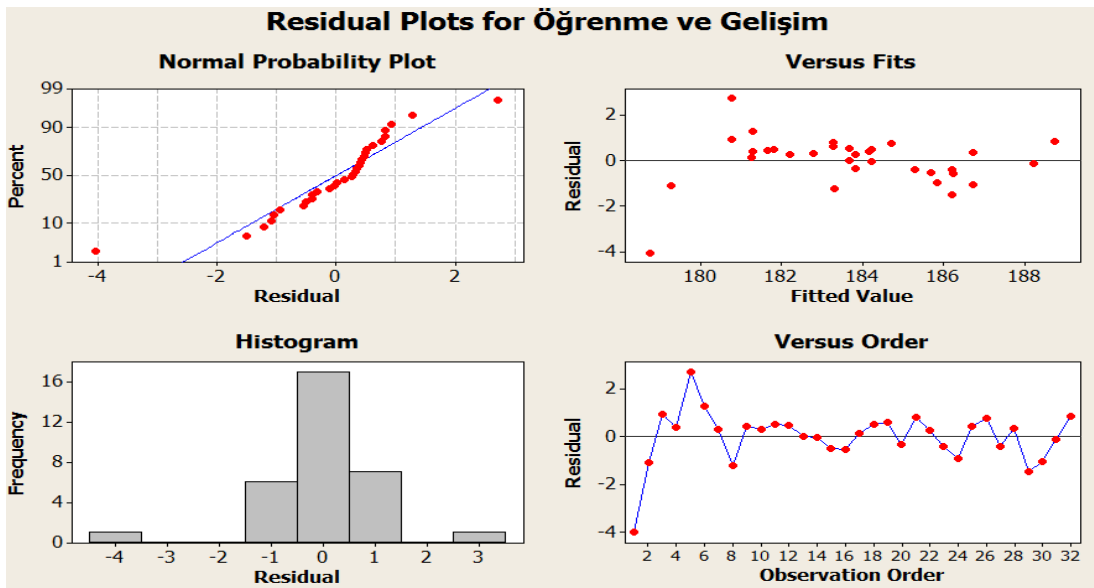 Residual Plots for Öğrenme ve Gelişim
Normal Probability Plot
99
90
50
10
1
Percent
-4 -2 0 2
Residual
Versus Fits
2
0
-2
-4
Residual
180 182 184 186 188
Fitted Value
Histogram
16
12
8
4
0
Frequency
-4 -3 -2 -1 0 1 2 3
Residual
Versus Order
2
0
-2
-4
Residual
2 4 6 8 10 12 14 16 18 20 22 24 26 28 30 32
Observation Order